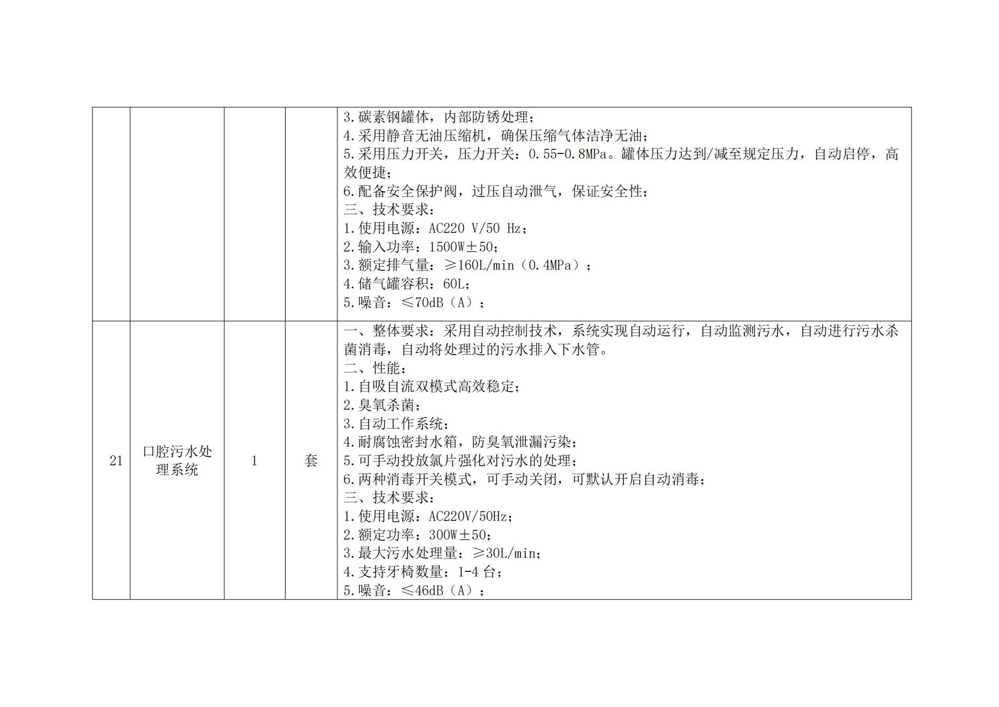 3.碳素钢罐体，内部防锈处理；
4.采用静音无油压缩机，确保压缩气体洁净无油；
5.采用压力开关，压力开关：0.55-0.8MPa。罐体压力达到/减至规定压力，自动启停，高
效便捷；
6.配备安全保护阀，过压自动泄气，保证安全性；
三、技术要求：
1.使用电源：AC220 V/50 Hz；
2.输入功率：1500W±50；
3.额定排气量：≥160L/min（0.4MPa）；
4.储气罐容积：60L；
5.噪音：≤70dB（A）；
21
口腔污水处
理系统
1
套
一、整体要求：采用自动控制技术，系统实现自动运行，自动监测污水，自动进行污水杀
菌消毒，自动将处理过的污水排入下水管。
二、性能：
1.自吸自流双模式高效稳定；
2.臭氧杀菌；
3.自动工作系统；
4.耐腐蚀密封水箱，防臭氧泄漏污染；
5.可手动投放氯片强化对污水的处理；
6.两种消毒开关模式，可手动关闭，可默认开启自动消毒；
三、技术要求：
1.使用电源：AC220V/50Hz；
2.额定功率：300W±50；
3.最大污水处理量：≥30L/min；
4.支持牙椅数量：1-4台；
5.噪音：≤46dB（A）；